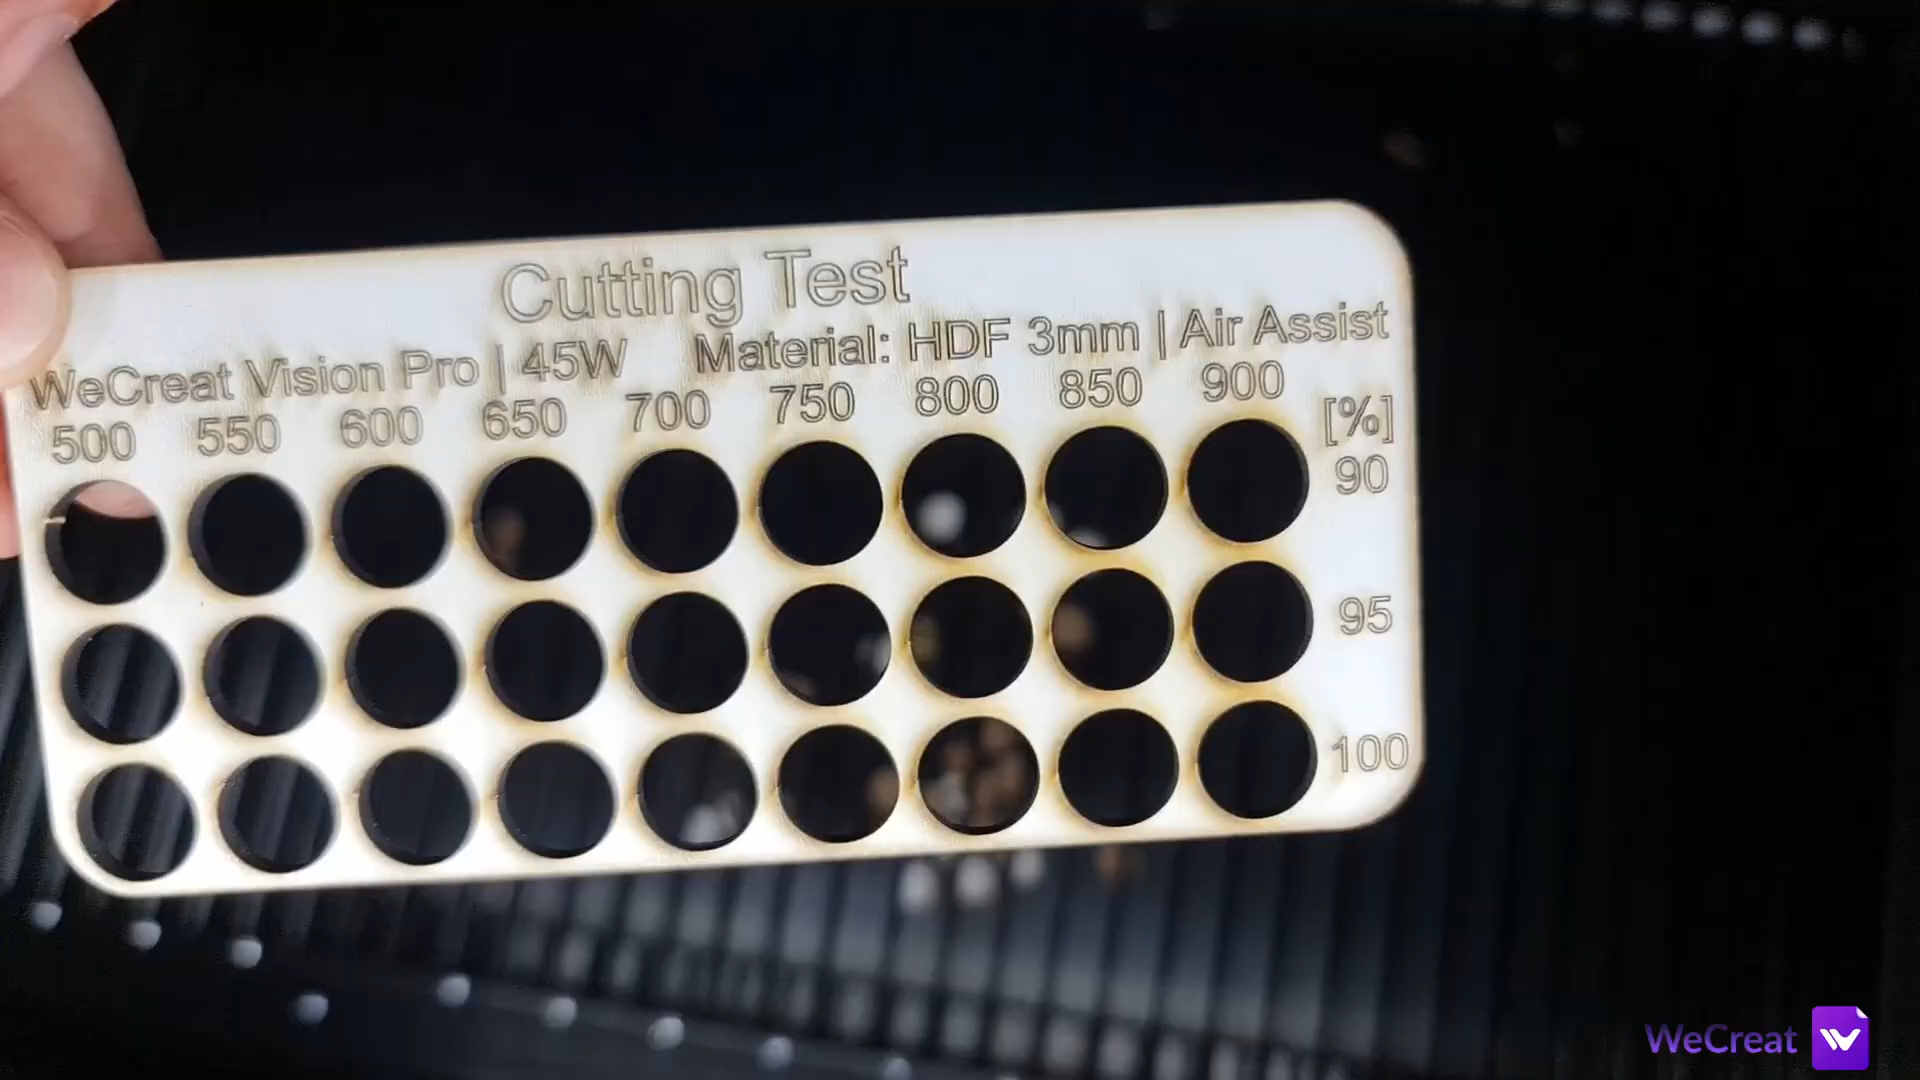 Cutting Test
WeCreat Vision Pro | 45W Material: HDF 3mm | Air Assist
500 550 600 650 700 750 800 850 900 [%]
90
95
100
WeCreat